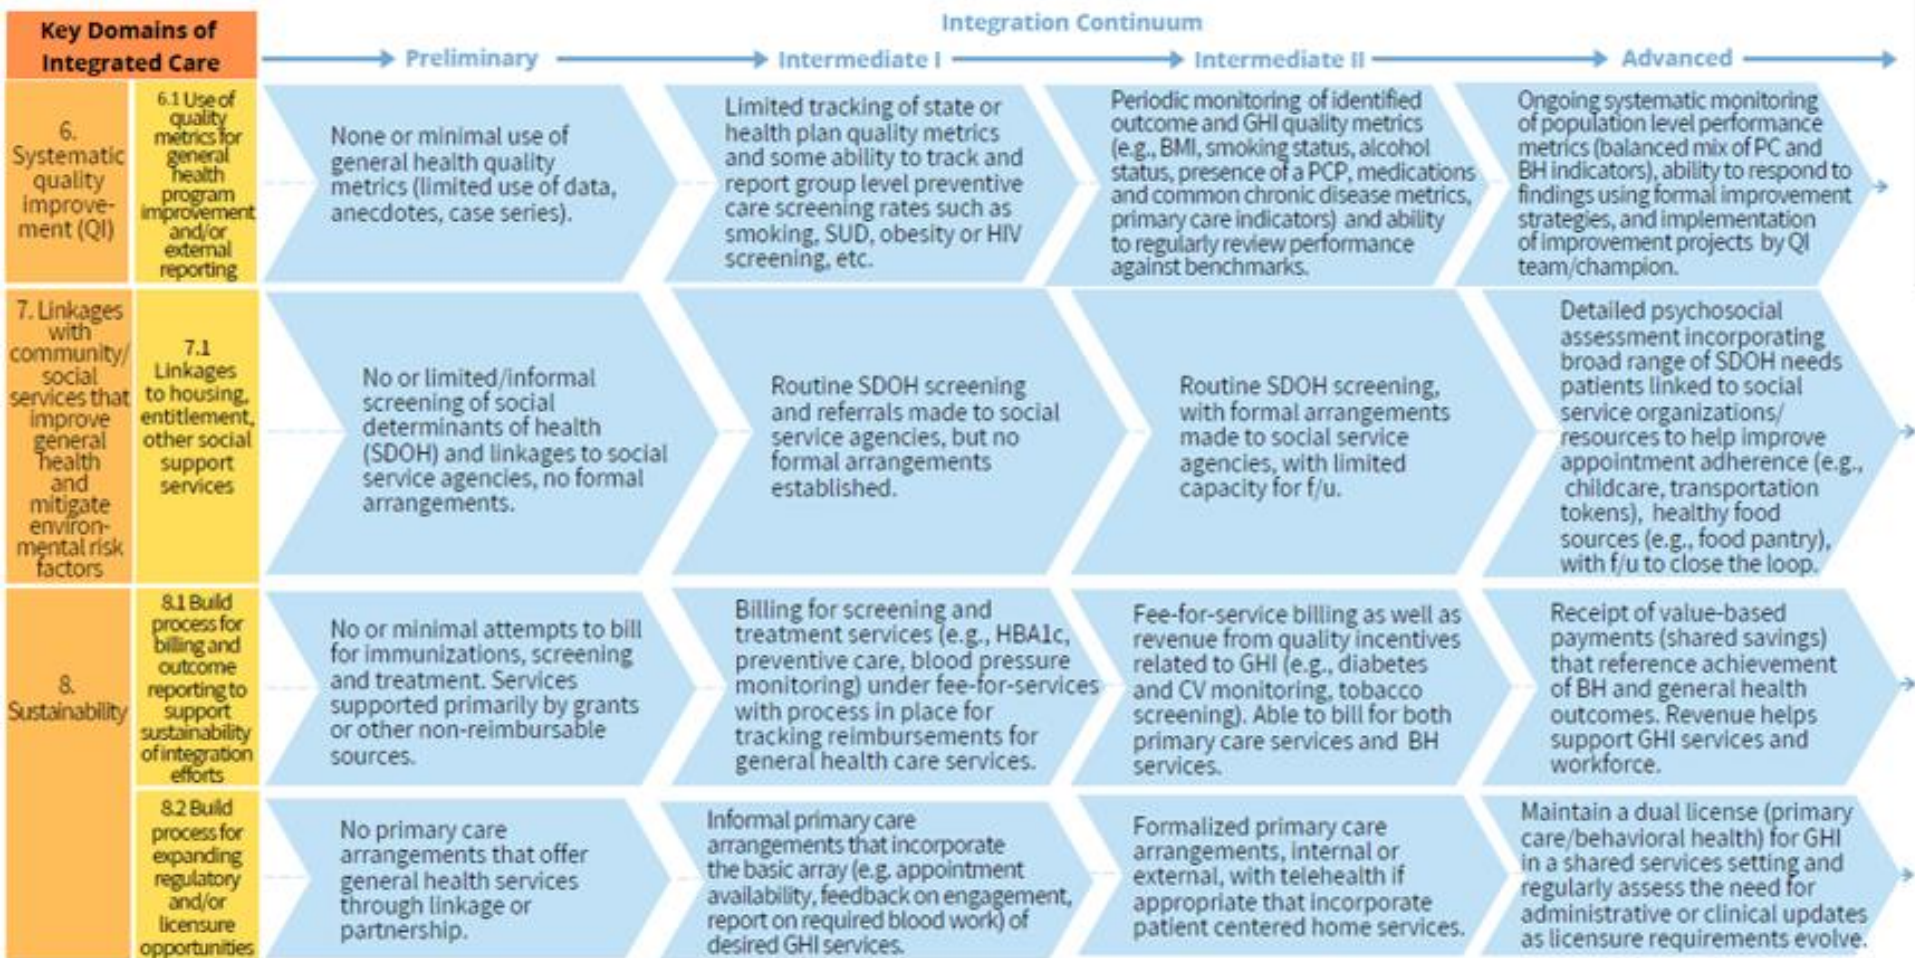 Key Domains of
Integrated Care
Integration Continuum
Preliminary
Intermediate I
Intermediate II
Advanced
6.
Systematic
quality
improve-
ment (QI)
6.1 Use of
quality
metrics for
general
health
program
improvement
and/or
external
reporting
None or minimal use of
general health quality
metrics (limited use of data,
anecdotes, case series).
Limited tracking of state or
health plan quality metrics
and some ability to track and
report group level preventive
care screening rates such as
smoking, SUD, obesity or HIV
screening, etc.
Periodic monitoring of identified
outcome and GHI quality metrics
(e.g., BMI, smoking status, alcohol
status, presence of a PCP, medications
and common chronic disease metrics,
primary care indicators) and ability
to regularly review performance
against benchmarks.
Ongoing systematic monitoring
of population level performance
metrics (balanced mix of PC and
BH indicators), ability to respond to
findings using formal improvement
strategies, and implementation
of improvement projects by QI
team/champion.
7. Linkages
with
community/
social
services that
improve
general
health
and
mitigate
environ-
mental risk
factors
7.1
Linkages
to housing,
entitlement,
other social
support
services
No or limited/informal
screening of social
determinants of health
(SDOH) and linkages to social
service agencies, no formal
arrangements.
Routine SDOH screening
and referrals made to social
service agencies, but no
formal arrangements
established.
Routine SDOH screening,
with formal arrangements
made to social service
agencies, with limited
capacity for f/u.
Detailed psychosocial
assessment incorporating
broad range of SDOH needs
patients linked to social
service organizations/
resources to help improve
appointment adherence (e.g.,
childcare, transportation
tokens), healthy food
sources (e.g., food pantry),
with f/u to close the loop.
8.
Sustainability
8.1 Build
process for
billing and
outcome
reporting to
support
sustainability
of integration
efforts
No or minimal attempts to bill
for immunizations, screening
and treatment. Services
supported primarily by grants
or other non-reimbursable
sources.
Billing for screening and
treatment services (e.g., HBA1c,
preventive care, blood pressure
monitoring) under fee-for-services
with process in place for
tracking reimbursements for
general health care services.
Fee-for-service billing as well as
revenue from quality incentives
related to GHI (e.g., diabetes
and CV monitoring, tobacco
screening). Able to bill for both
primary care services and BH
services.
Receipt of value-based
payments (shared savings)
that reference achievement
of BH and general health
outcomes. Revenue helps
support GHI services and
workforce.
8.2 Build
process for
expanding
regulatory
and/or
licensure
opportunities
No primary care
arrangements that offer
general health services
through linkage or
partnership.
Informal primary care
arrangements that incorporate
the basic array (e.g. appointment
availability, feedback on engagement,
report on required blood work) of
desired GHI services.
Formalized primary care
arrangements, internal or
external, with telehealth if
appropriate that incorporate
patient centered home services.
Maintain a dual license (primary
care/behavioral health) for GHI
in a shared services setting and
regularly assess the need for
administrative or clinical updates
as licensure requirements evolve.